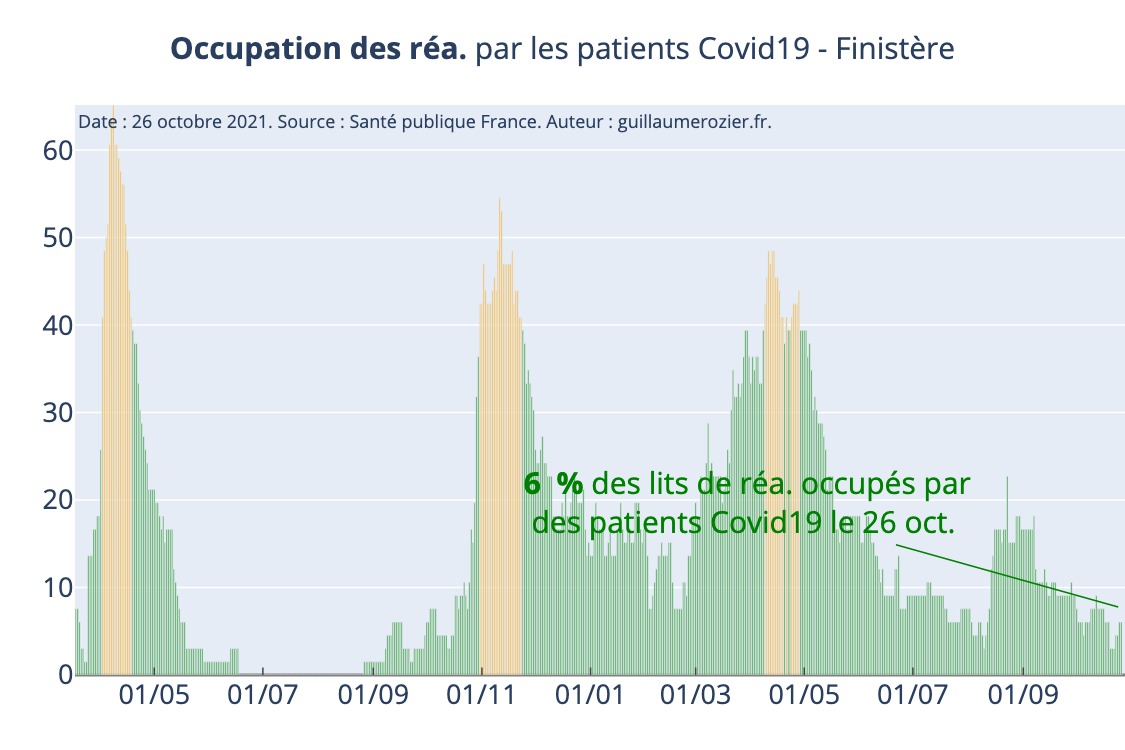 Occupation des réa. par les patients Covid19 - Finistère
Date : 26 octobre 2021. Source : Santé publique France. Auteur : guillaumerozier.fr.
60
50
40
30
20
10
0
6 % des lits de réa. occupés par
des patients Covid19 le 26 oct.
01/05 01/07 01/09 01/11 01/01 01/03 01/05 01/07 01/09